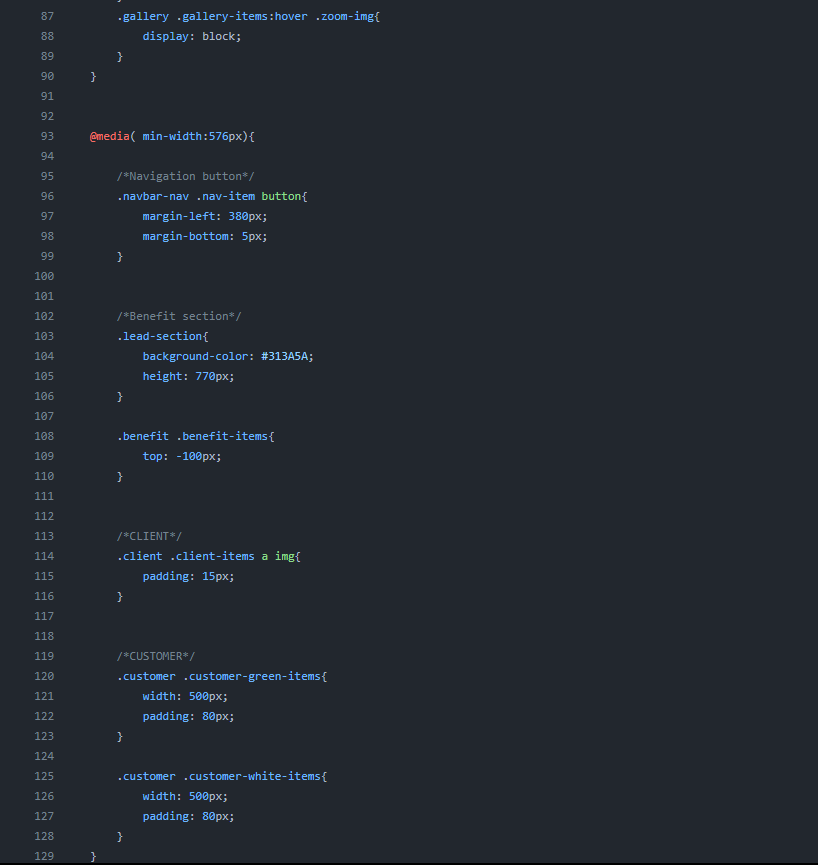 87 .gallery .gallery-items:hover .zoom-img{
88 display: block;
89 }
90 }
91
92
93 @media( min-width:576px){
94
95 /*Navigation button*/
96 .navbar-nav .nav-item button{
97 margin-left: 380px;
98 margin-bottom: 5px;
99 }
100
101
102 /*Benefit section*/
103 .lead-section{
104 background-color: #313A5A;
105 height: 770px;
106 }
107
108 .benefit .benefit-items{
109 top: -100px;
110 }
111
112
113 /*CLIENT*/
114 .client .client-items a img{
115 padding: 15px;
116 }
117
118
119 /*CUSTOMER*/
120 .customer .customer-green-items{
121 width: 500px;
122 padding: 80px;
123 }
124
125 .customer .customer-white-items{
126 width: 500px;
127 padding: 80px;
128 }
129 }